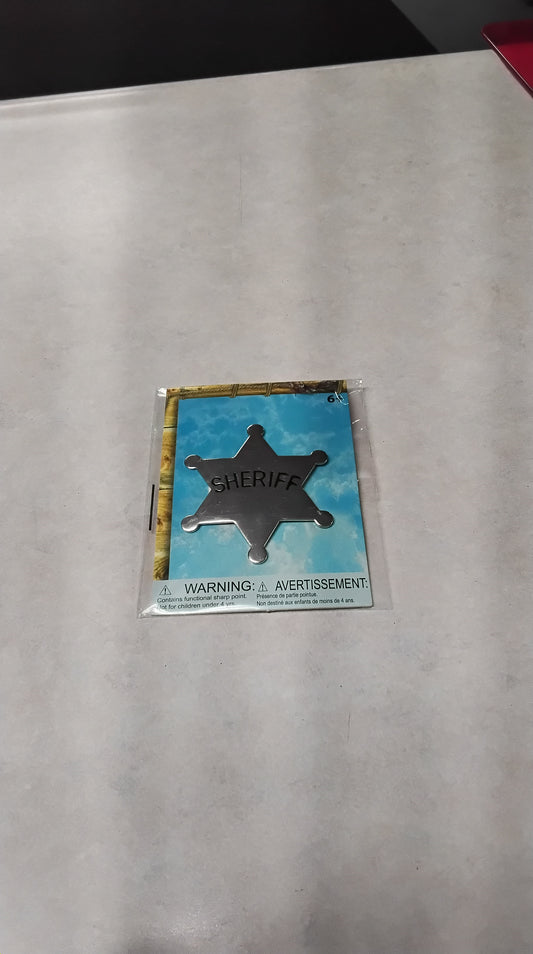 6+
SHERIFF
⚠ WARNING:
Contains functional sharp point.
Not for children under 4 yrs.
⚠ AVERTISSEMENT:
Présence de partie pointue.
Non destiné aux enfants de moins de 4 ans.